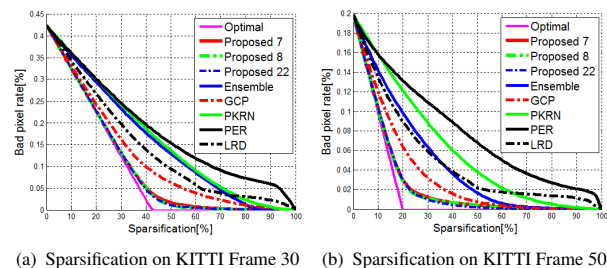 0.45
0.4
0.35
0.3
0.25
0.2
0.15
0.1
0.05
0
Bad pixel rate[%]
0 10 20 30 40 50 60 70 80 90 100
Sparsification[%]
Optimal
Proposed 7
Proposed 8
Proposed 22
Ensemble
GCP
PKRN
PER
LRD
0.2
0.18
0.16
0.14
0.12
0.1
0.08
0.06
0.04
0.02
0
Bad pixel rate[%]
0 10 20 30 40 50 60 70 80 90 100
Sparsification[%]
Optimal
Proposed 7
Proposed 8
Proposed 22
Ensemble
GCP
PKRN
PER
LRD
(a) Sparsification on KITTI Frame 30
(b) Sparsification on KITTI Frame 50